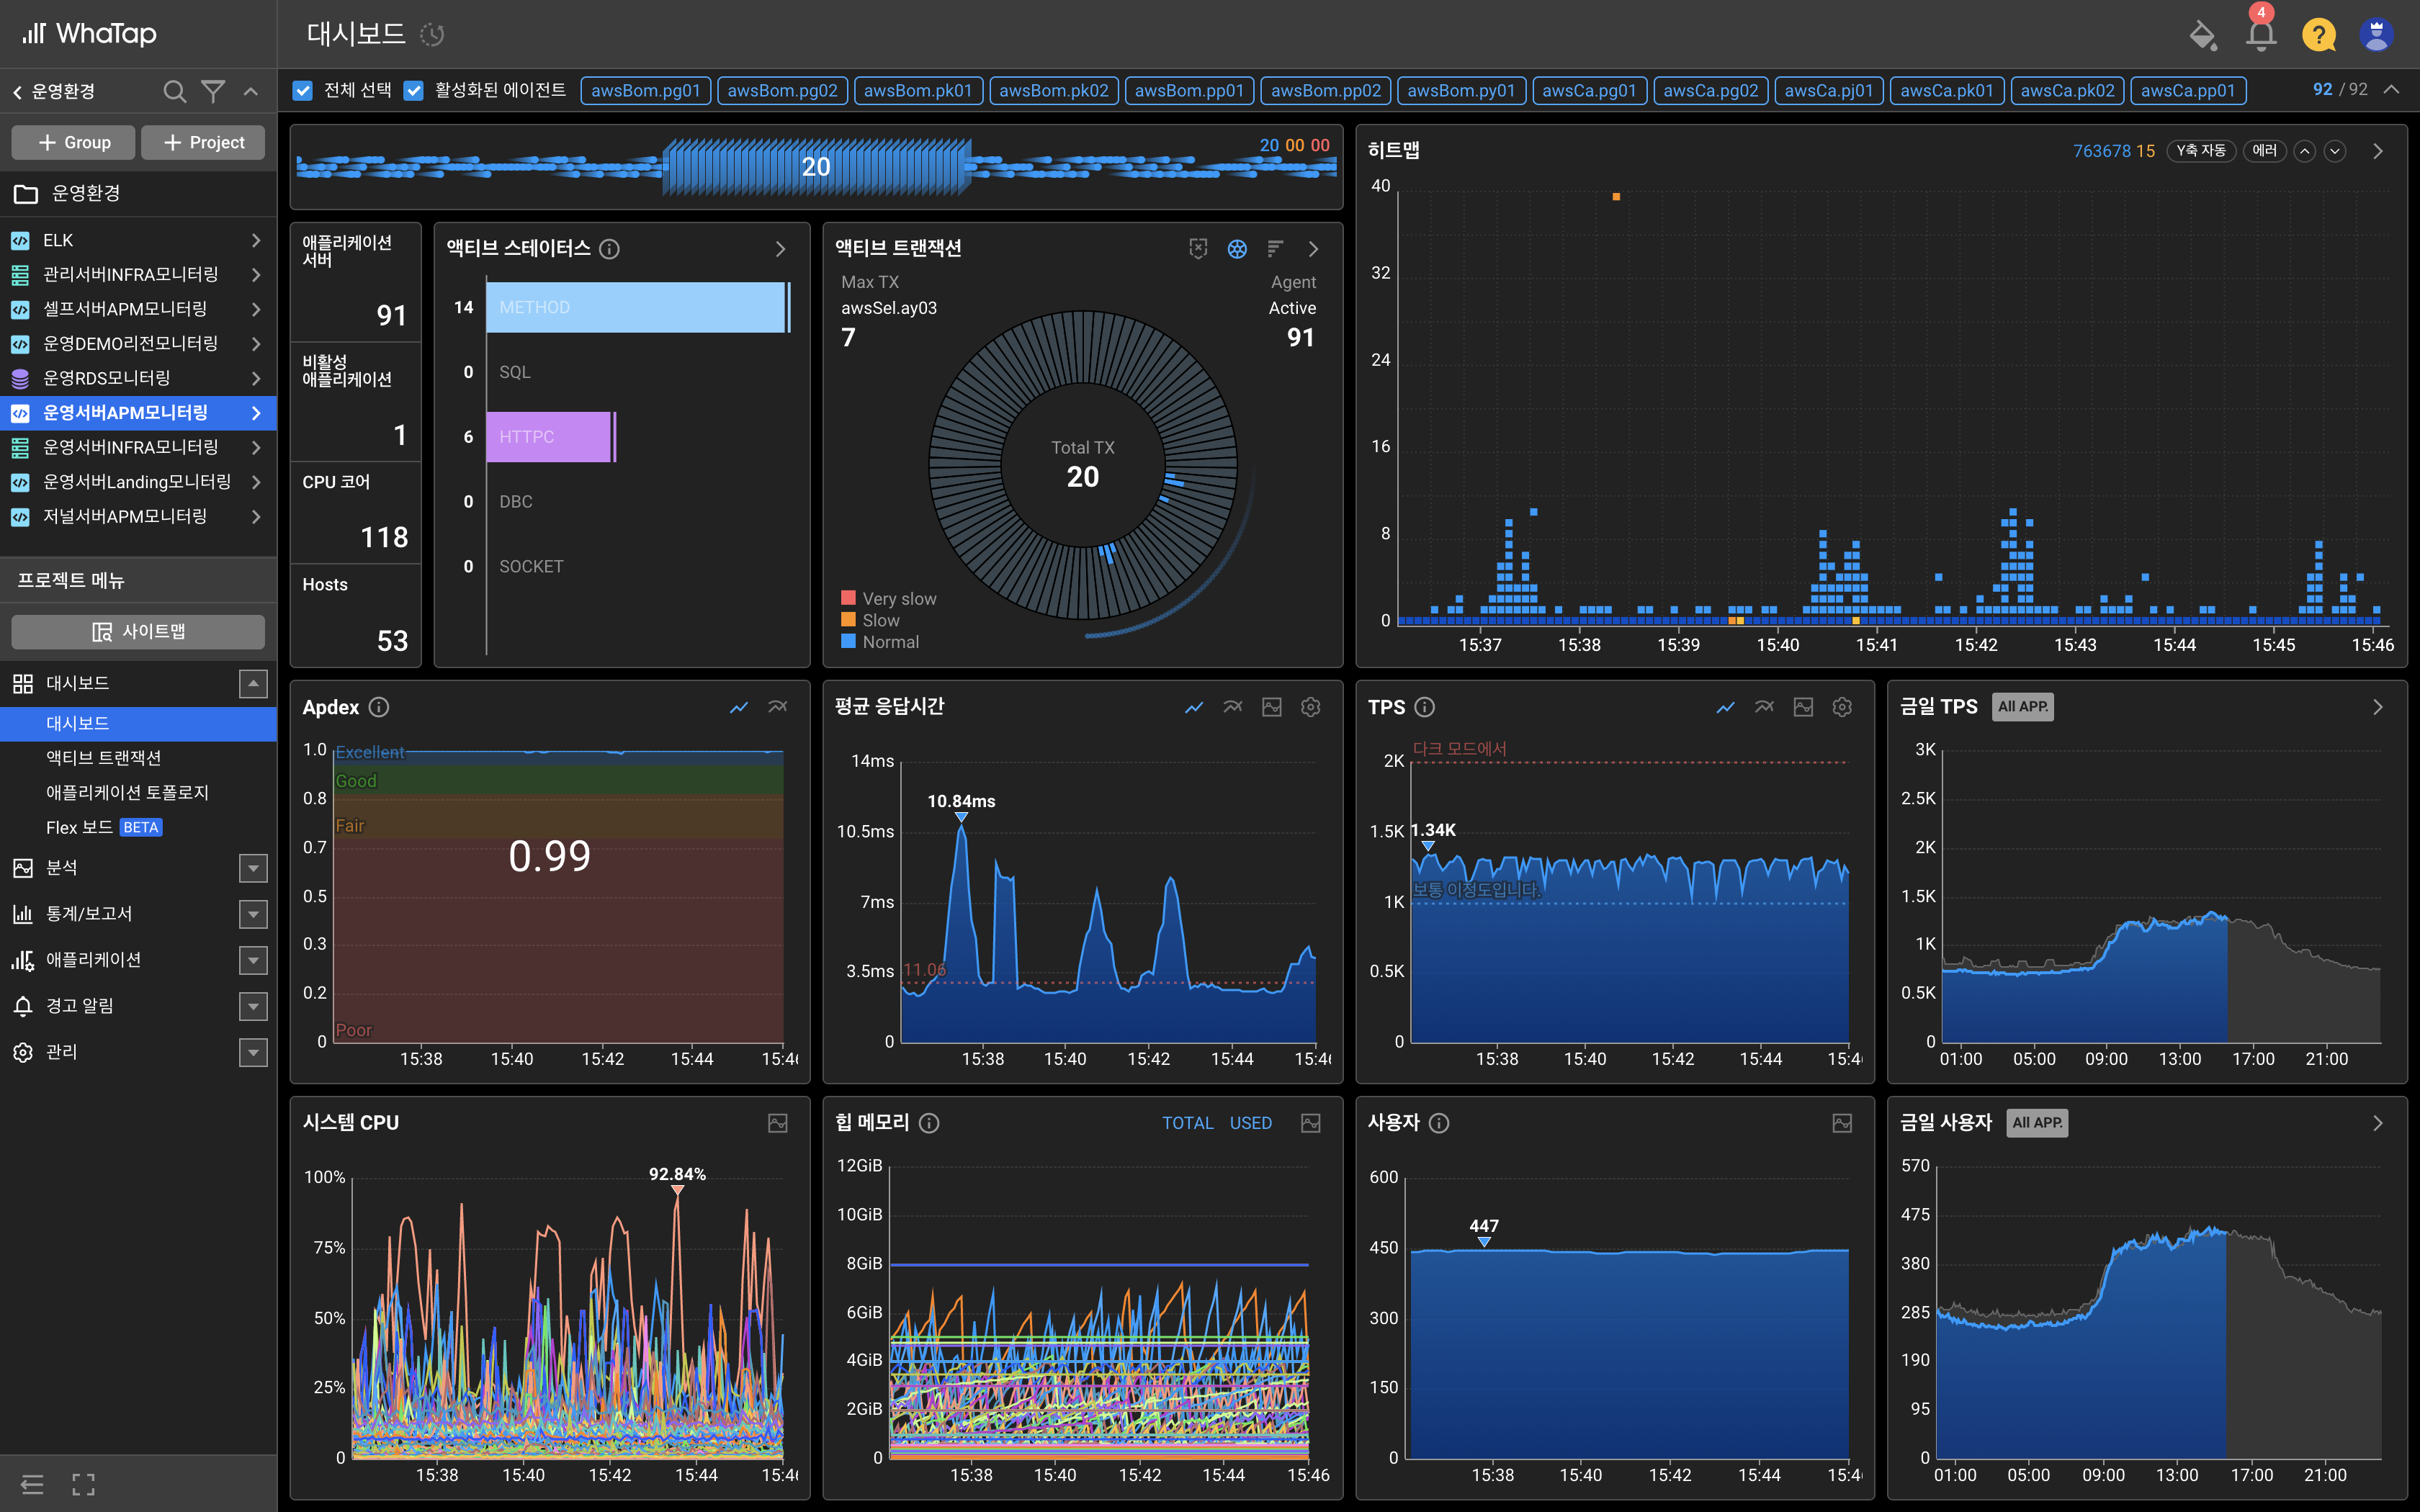 WhaTap
대시보드
4
?
운영환경
+ Group
+ Project
운영환경
ELK
관리서버INFRA모니터링
셀프서버APM모니터링
운영DEMO리전모니터링
운영RDS모니터링
운영서버APM모니터링
운영서버INFRA모니터링
운영서버Landing모니터링
저널서버APM모니터링
프로젝트 메뉴
사이트맵
대시보드
대시보드
액티브 트랜잭션
애플리케이션 토폴로지
Flex 보드 BETA
분석
통계/보고서
애플리케이션
경고 알림
관리
전체 선택 활성화된 에이전트 awsBom.pg01 awsBom.pg02 awsBom.pk01 awsBom.pk02 awsBom.pp01 awsBom.pp02 awsBom.py01 awsCa.pg01 awsCa.pg02 awsCa.pj01 awsCa.pk01 awsCa.pk02 awsCa.pp01 92 / 92
20 00 00
20
애플리케이션
서버
91
비활성
애플리케이션
1
CPU 코어
118
Hosts
53
액티브 스테이터스
14 METHOD
0 SQL
6 HTTPC
0 DBC
0 SOCKET
액티브 트랜잭션
Max TX
awsSel.ay03
7
Agent
Active
91
Total TX
20
Very slow
Slow
Normal
히트맵
763678 15 Y축 자동 에러
40
32
24
16
8
0
15:37 15:38 15:39 15:40 15:41 15:42 15:43 15:44 15:45 15:46
Apdex
1.0
0.8
0.7
0.5
0.3
0.2
0
Excellent
Good
Fair
0.99
Poor
15:38 15:40 15:42 15:44 15:46
평균 응답시간
14ms
10.5ms
7ms
3.5ms
0
10.84ms
11.06
15:38 15:40 15:42 15:44 15:46
TPS
다크 모드에서
2K
1.5K
1K
0.5K
0
1.34K
보통 이정도입니다.
15:38 15:40 15:42 15:44 15:4
금일 TPS All APP.
3K
2.5K
2K
1.5K
1K
0.5K
0
01:00 05:00 09:00 13:00 17:00 21:00
시스템 CPU
92.84%
100%
75%
50%
25%
0
15:38 15:40 15:42 15:44 15:46
힙 메모리 TOTAL USED
12GiB
10GiB
8GiB
6GiB
4GiB
2GiB
0
15:38 15:40 15:42 15:44 15:46
사용자
600
450
300
150
0
447
15:38 15:40 15:42 15:44 15:4
금일 사용자 All APP.
570
475
380
285
190
95
0
01:00 05:00 09:00 13:00 17:00 21:00